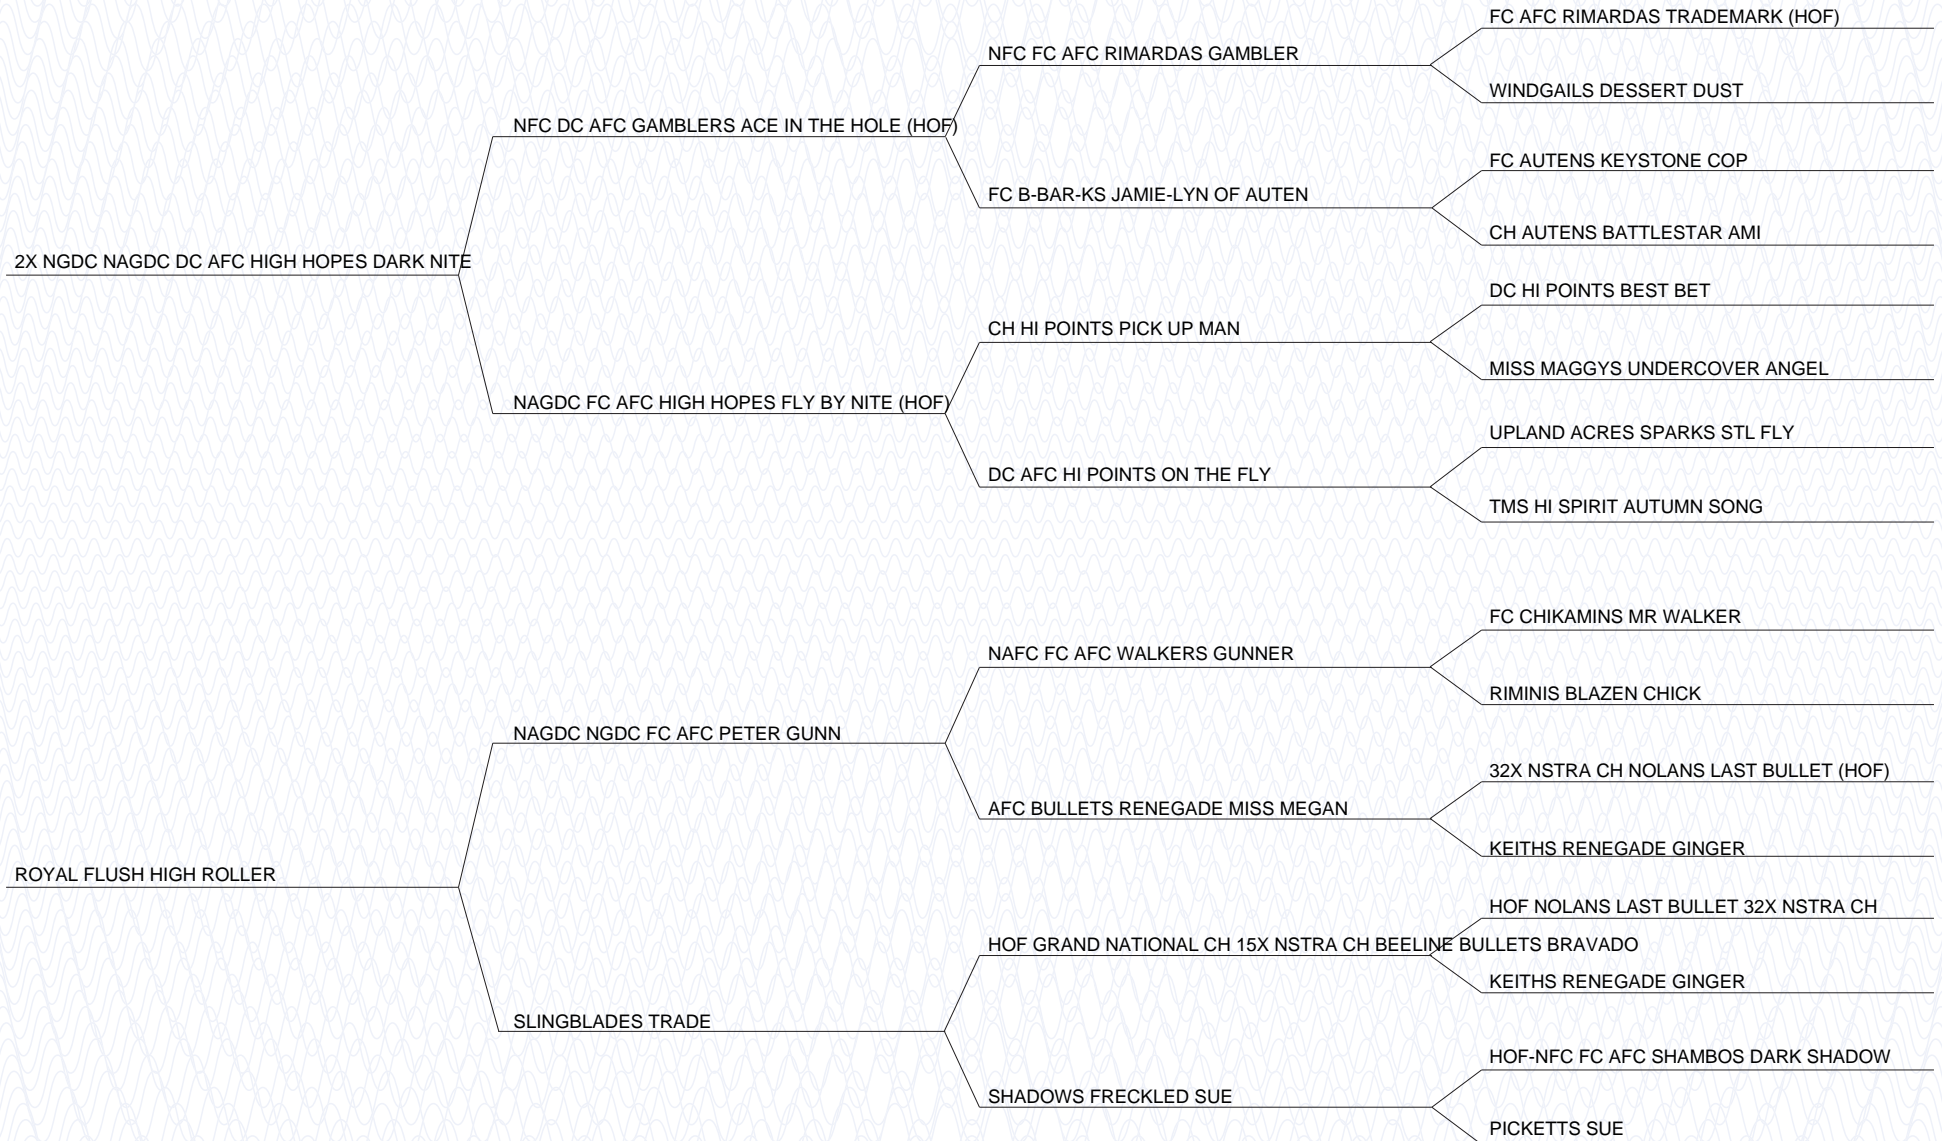 FC AFC RIMARDAS TRADEMARK (HOF)
NFC FC AFC RIMARDAS GAMBLER
WINDGAILS DESSERT DUST
NFC DC AFC GAMBLERS ACE IN THE HOLE (HOF)
FC AUTENS KEYSTONE COP
FC B-BAR-KS JAMIE-LYN OF AUTEN
CH AUTENS BATTLESTAR AMI
2X NGDC NAGDC DC AFC HIGH HOPES DARK NITE
DC HI POINTS BEST BET
CH HI POINTS PICK UP MAN
MISS MAGGYS UNDERCOVER ANGEL
NAGDC FC AFC HIGH HOPES FLY BY NITE (HOF)
UPLAND ACRES SPARKS STL FLY
DC AFC HI POINTS ON THE FLY
TMS HI SPIRIT AUTUMN SONG
FC CHIKAMINS MR WALKER
NAFC FC AFC WALKERS GUNNER
RIMINIS BLAZEN CHICK
NAGDC NGDC FC AFC PETER GUNN
32X NSTRA CH NOLANS LAST BULLET (HOF)
AFC BULLETS RENEGADE MISS MEGAN
KEITHS RENEGADE GINGER
ROYAL FLUSH HIGH ROLLER
HOF NOLANS LAST BULLET 32X NSTRA CH
HOF GRAND NATIONAL CH 15X NSTRA CH BEELINE BULLETS BRAVADO
KEITHS RENEGADE GINGER
SLINGBLADES TRADE
HOF-NFC FC AFC SHAMBOS DARK SHADOW
SHADOWS FRECKLED SUE
PICKETTS SUE